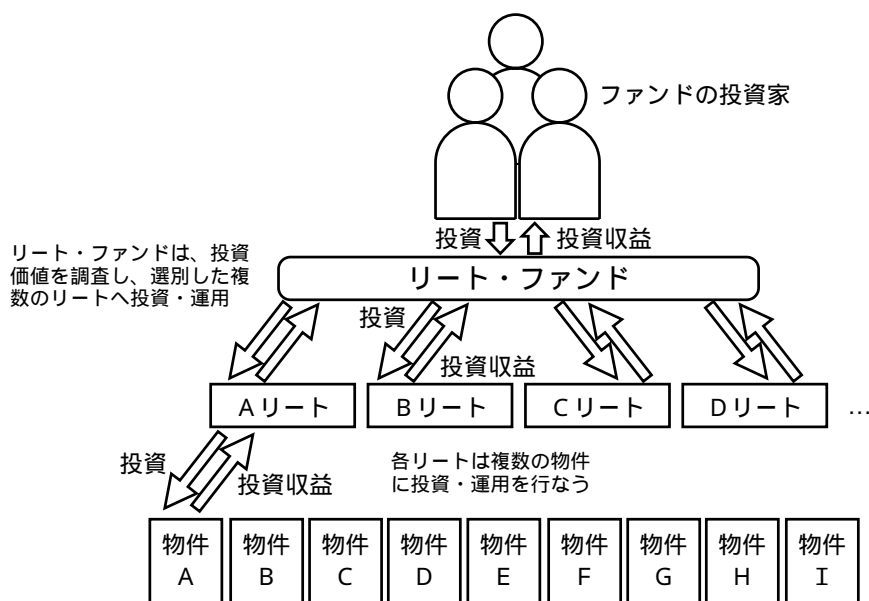 ファンドの投資家
投資 投資収益
リート・ファンドは、投資
価値を調査し、選別した複
数のリートへ投資・運用
リート・ファンド
投資
投資収益
Aリート Bリート Cリート Dリート …
投資
投資収益
各リートは複数の物件
に投資・運用を行なう
物件 物件 物件 物件 物件 物件 物件 物件 物件
A B C D E F G H I